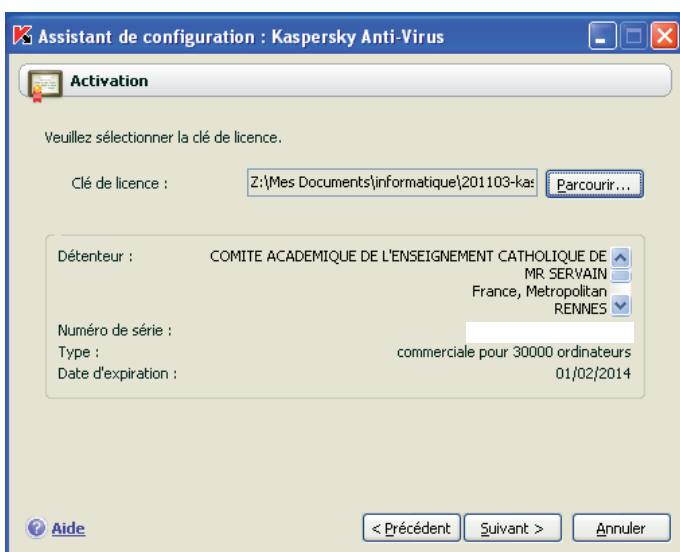 Assistant de configuration : Kaspersky Anti-Virus
Activation
Veuillez sélectionner la clé de licence.
Clé de licence : Z:\Mes Documents\informatique\201103-kas Parcourir...
Détenteur : COMITE ACADEMIQUE DE L'ENSEIGNEMENT CATHOLIQUE DE
MR SERVAIN
France, Metropolitan
RENNES
Numéro de série :
Type : commerciale pour 30000 ordinateurs
Date d'expiration : 01/02/2014
Aide < Précédent Suivant > Annuler